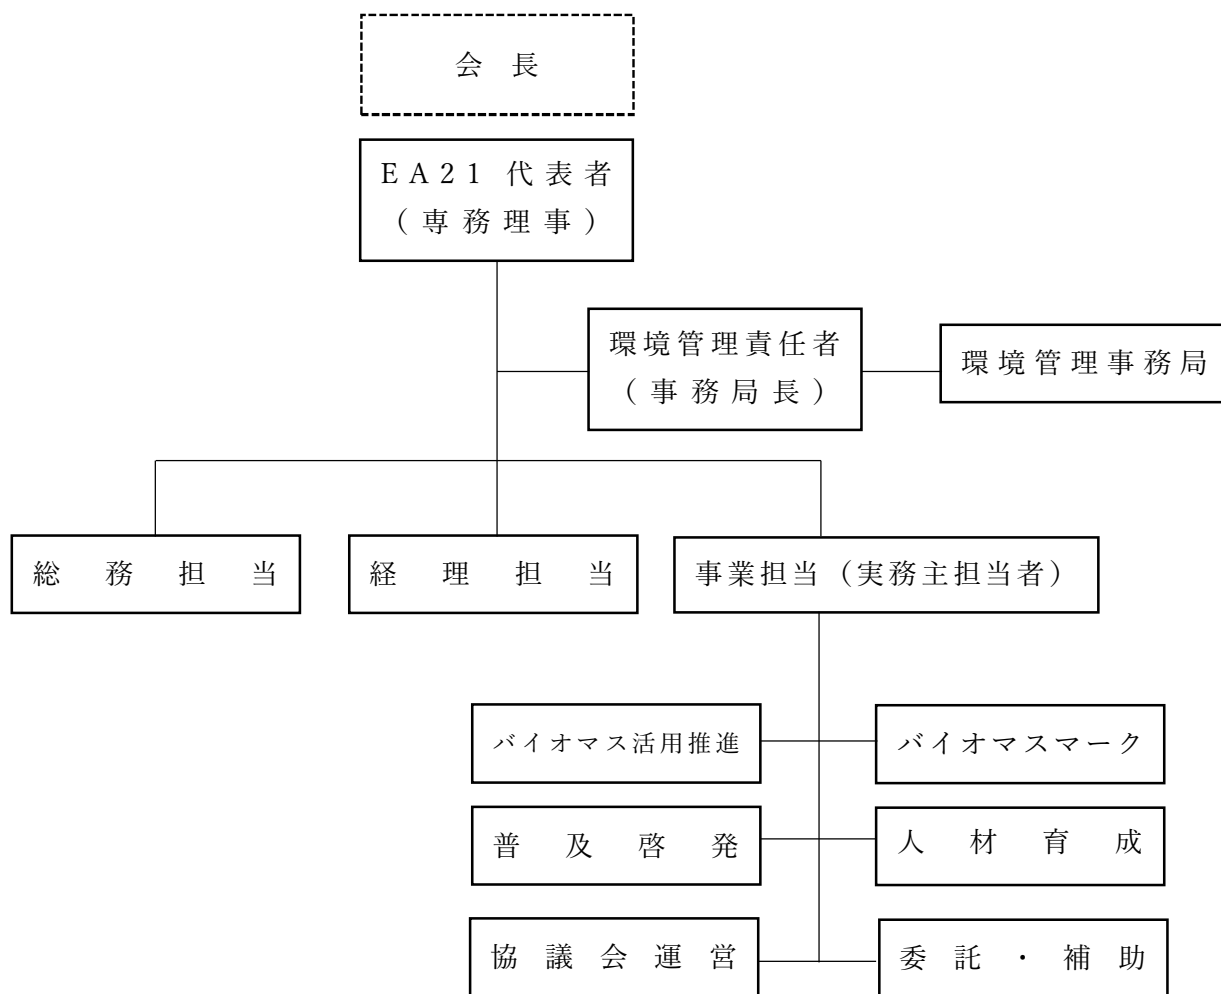 会長
EA21 代表者
(専務理事)
環境管理責任者
(事務局長)
環境管理事務局
総務担当
経理担当
事業担当（実務主担当者）
バイオマス活用推進
バイオマスマーク
普及啓発
人材育成
協議会運営
委託・補助